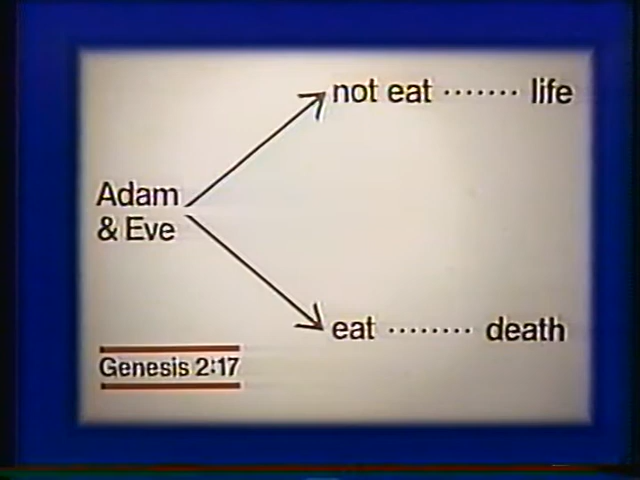 not eat ······· life
Adam
& Eve
eat ········ death
Genesis 2:17